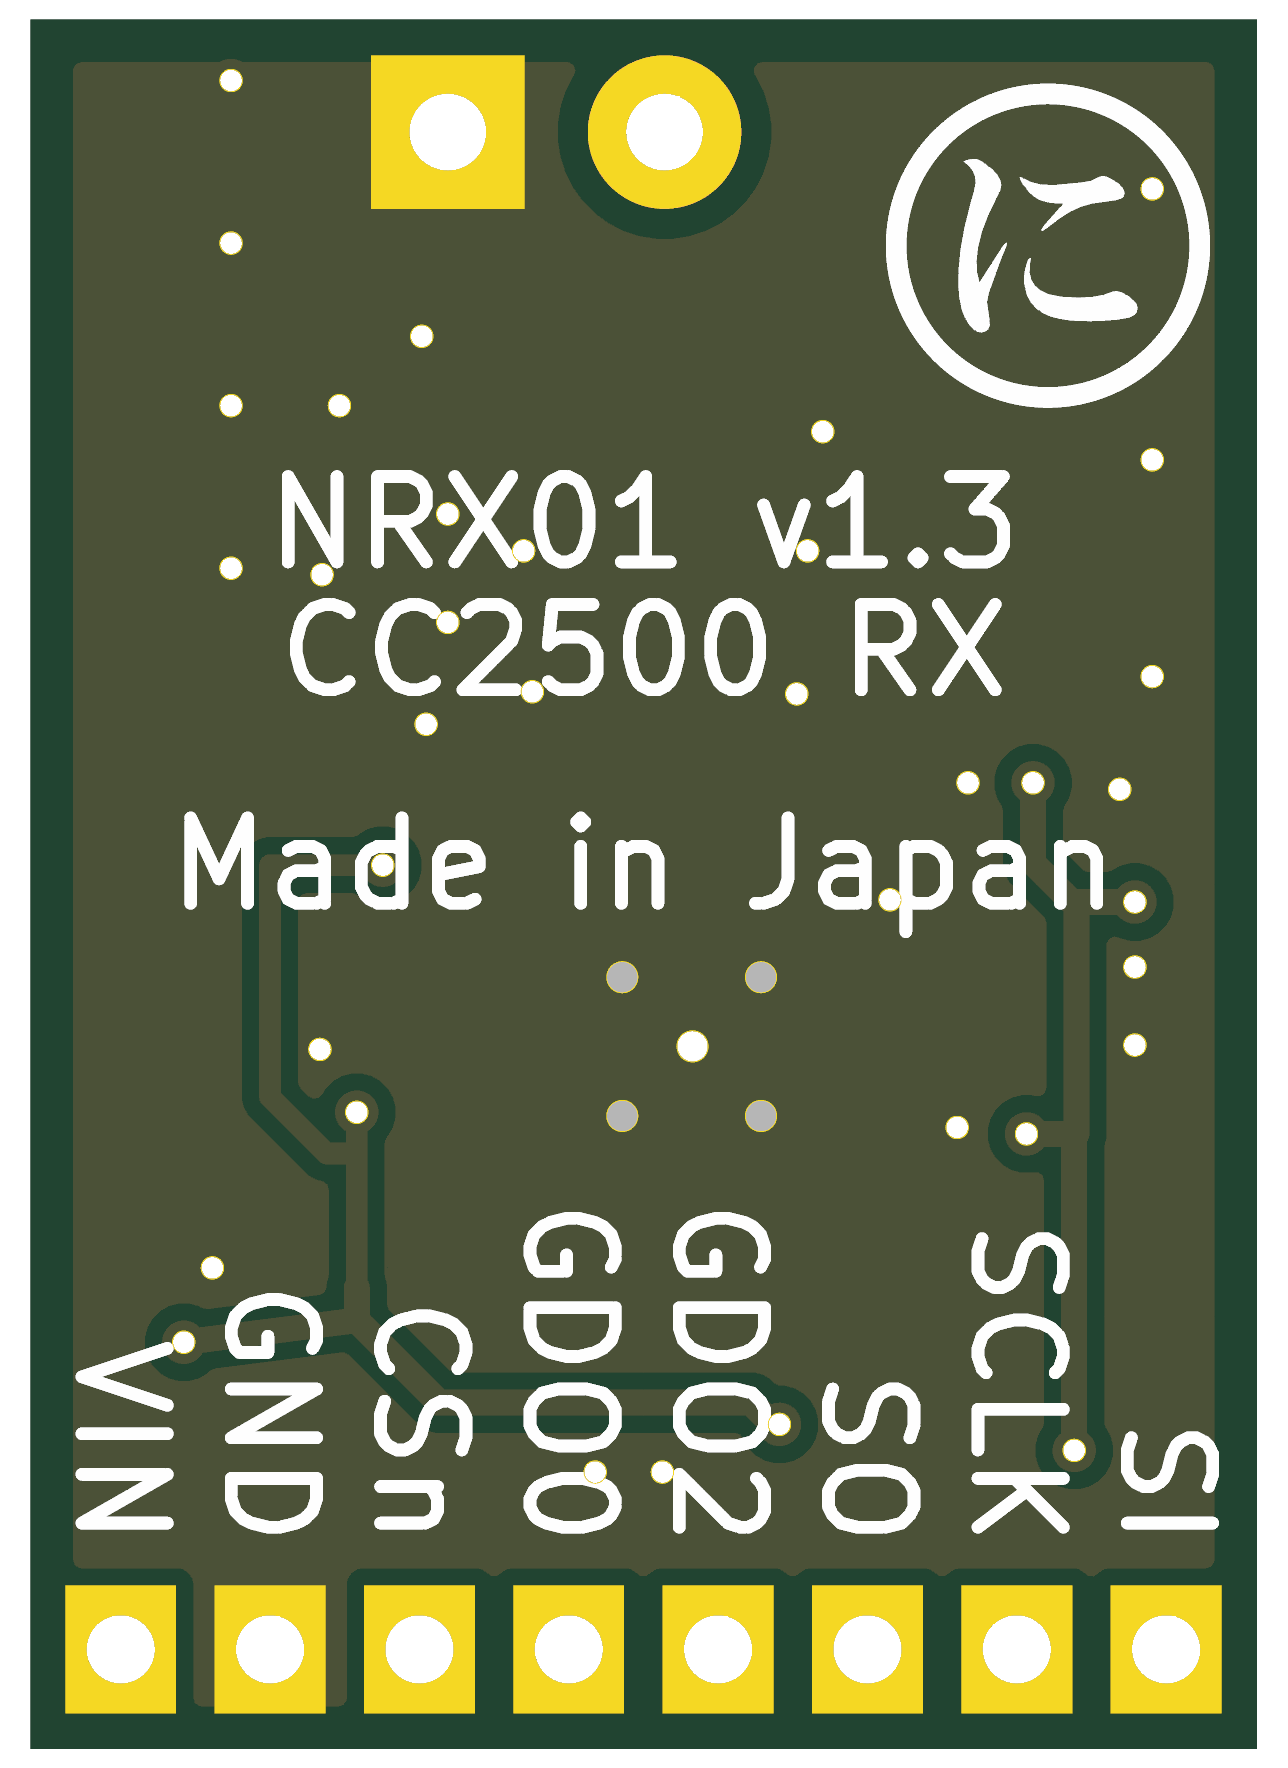 に
NRX01 v1.3
CC2500 RX
Made in Japan
VIN
GND
CSn
GDO0
GDO2
SO
SCLK
SI